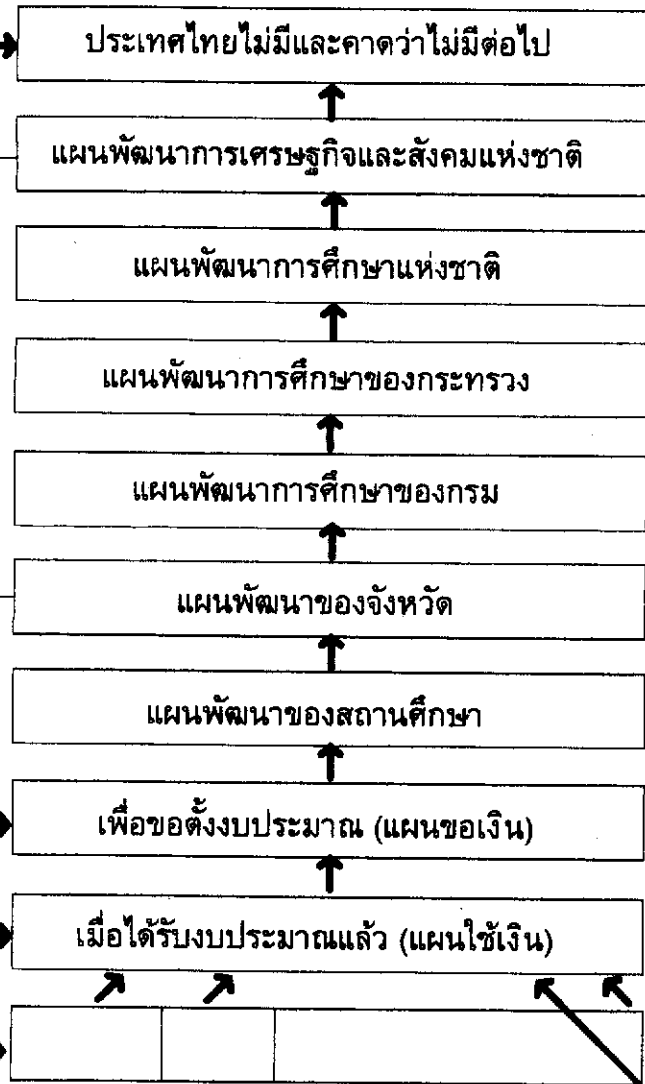 ประเทศไทยไม่มีและคาดว่าไม่มีต่อไป
แผนพัฒนาการเศรษฐกิจและสังคมแห่งชาติ
แผนพัฒนาการศึกษาแห่งชาติ
แผนพัฒนาการศึกษาของกระทรวง
แผนพัฒนาการศึกษาของกรม
แผนพัฒนาของจังหวัด
แผนพัฒนาของสถานศึกษา
เพื่อขอตั้งงบประมาณ (แผนขอเงิน)
เมื่อได้รับงบประมาณแล้ว (แผนใช้เงิน)